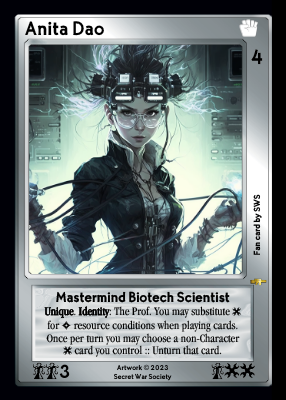 Anita Dao
4
Fan card by SWS
Mastermind Biotech Scientist
Unique. Identity: The Prof. You may substitute
for resource conditions when playing cards.
Once per turn you may choose a non-Character
card you control :: Unturn that card.
3
Artwork © 2023
Secret War Society